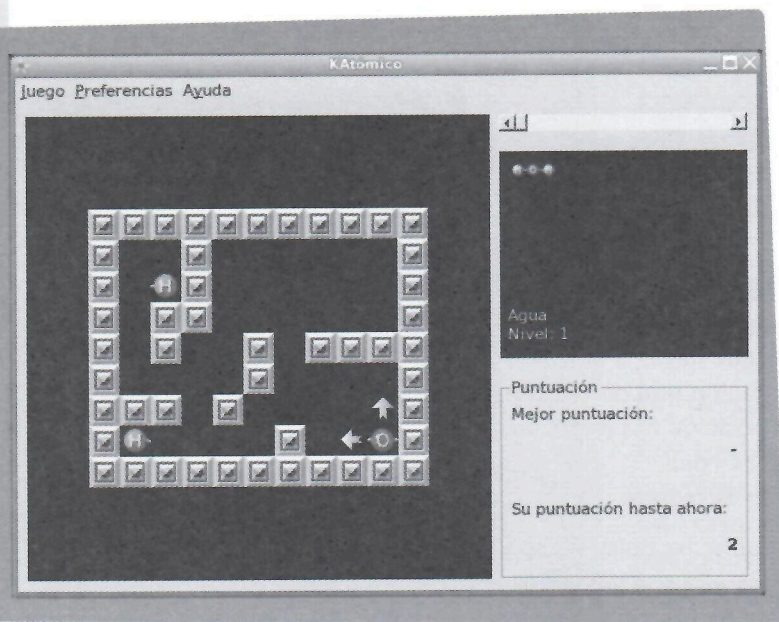 KAtomico
Juego Preferencias Ayuda
H
H
O
Agua
Nivel: 1
Puntuación
Mejor puntuación:
-
Su puntuación hasta ahora:
2